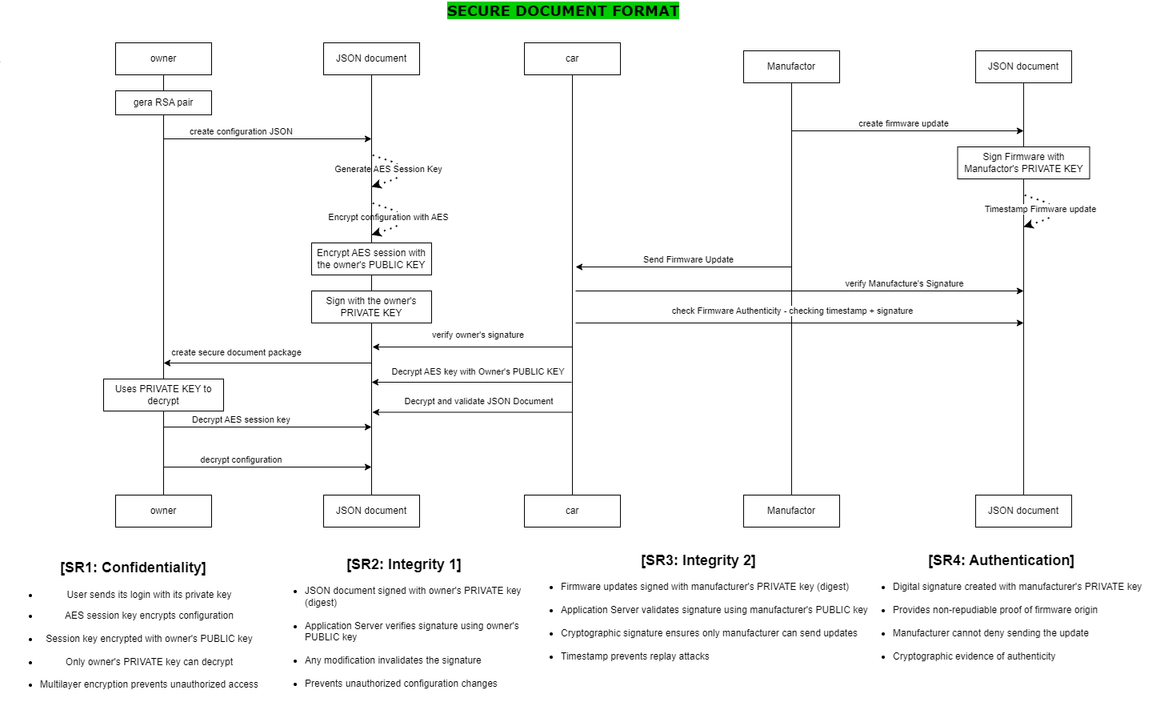 SECURE DOCUMENT FORMAT
owner
JSON document
car
Manufactor
JSON document
gera RSA pair
create configuration JSON
create firmware update
Generate AES Session Key
Sign Firmware with
Manufactor's PRIVATE KEY
Encrypt configuration with AES
Timestamp Firmware update
Encrypt AES session with
the owner's PUBLIC KEY
Send Firmware Update
verify Manufacture's Signature
Sign with the owner's
PRIVATE KEY
check Firmware Authenticity - checking timestamp + signature
verify owner's signature
create secure document package
Decrypt AES key with Owner's PUBLIC KEY
Uses PRIVATE KEY to
decrypt
Decrypt and validate JSON Document
Decrypt AES session key
decrypt configuration
owner
JSON document
car
Manufactor
JSON document
[SR1: Confidentiality]
• User sends its login with its private key
• AES session key encrypts configuration
• Session key encrypted with owner's PUBLIC key
• Only owner's PRIVATE key can decrypt
• Multilayer encryption prevents unauthorized access
[SR2: Integrity 1]
• JSON document signed with owner's PRIVATE key
(digest)
• Application Server verifies signature using owner's
PUBLIC key
• Any modification invalidates the signature
• Prevents unauthorized configuration changes
[SR3: Integrity 2]
• Firmware updates signed with manufacturer's PRIVATE key (digest)
• Application Server validates signature using manufacturer's PUBLIC key
• Cryptographic signature ensures only manufacturer can send updates
• Timestamp prevents replay attacks
[SR4: Authentication]
• Digital signature created with manufacturer's PRIVATE key
• Provides non-repudiable proof of firmware origin
• Manufacturer cannot deny sending the update
• Cryptographic evidence of authenticity